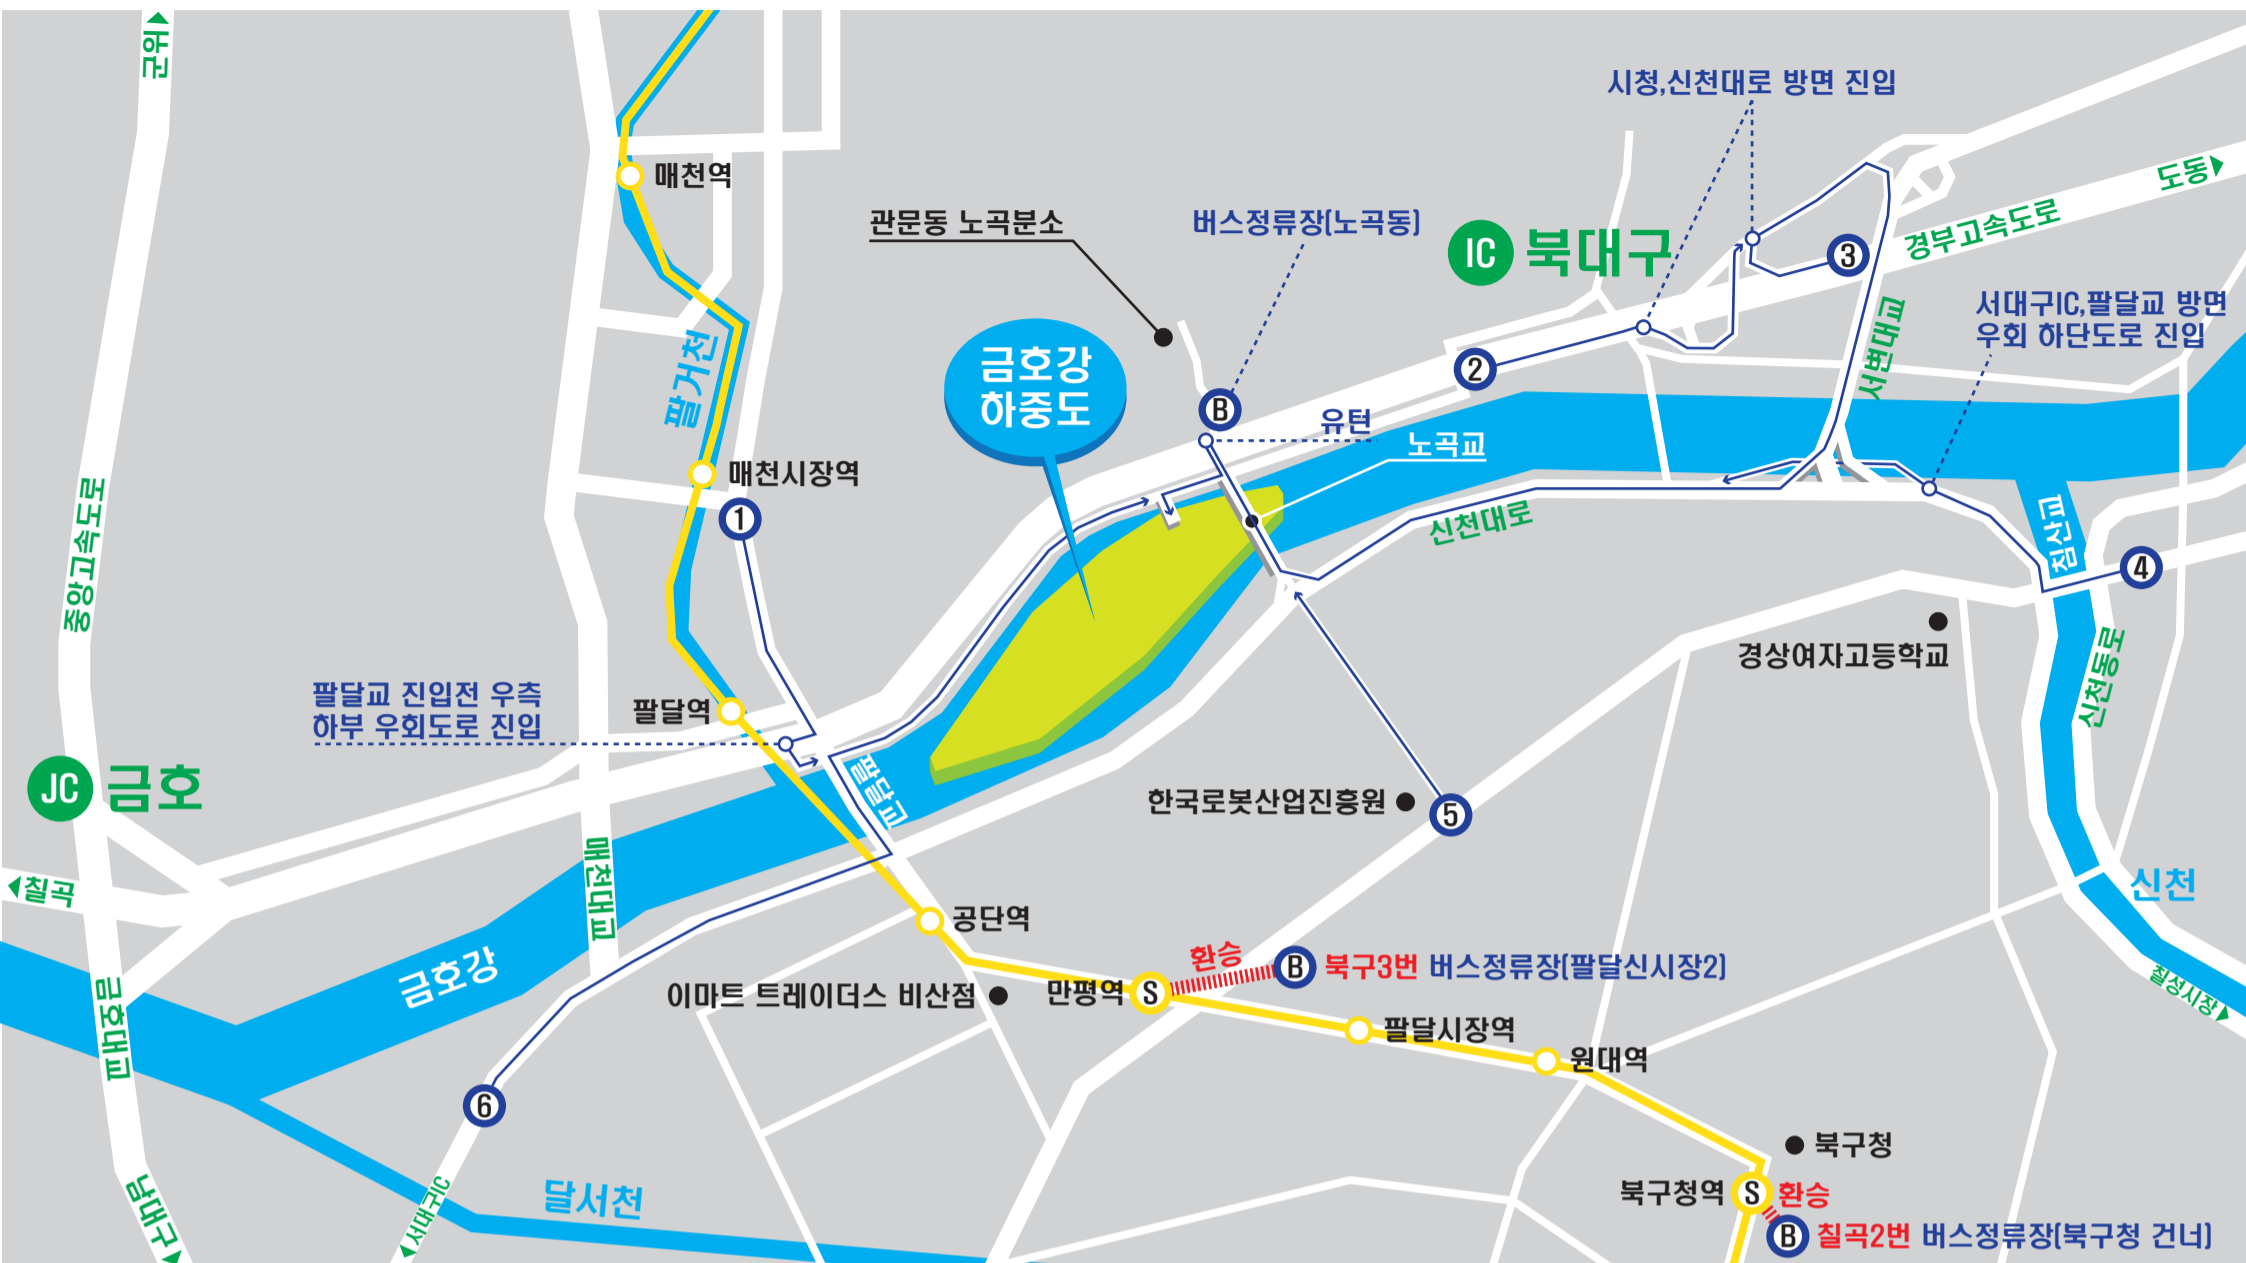 군위
시청,신천대로 방면 진입
매천역
도동
관문동 노곡분소
버스정류장(노곡동)
IC 북대구
경부고속도로
3
서대구IC,팔달교 방면
우회 하단도로 진입
서변대교
금호강
하중도
팔거천
2
B
유턴
노곡교
매천시장역
1
중앙고속도로
신천대로
침산교
4
경상여자고등학교
신천동로
팔달교 진입전 우측
하부 우회도로 진입
팔달역
JC 금호
팔달교
한국로봇산업진흥원
5
칠곡
매천대교
신천
공단역
금호강
환승
B 북구3번 버스정류장(팔달신시장2)
이마트 트레이더스 비산점
만평역 S
칠성시장
금호대교
팔달시장역
원대역
6
북구청
남대구
서대구IC
달서천
북구청역 S 환승
B 칠곡2번 버스정류장(북구청 건너)